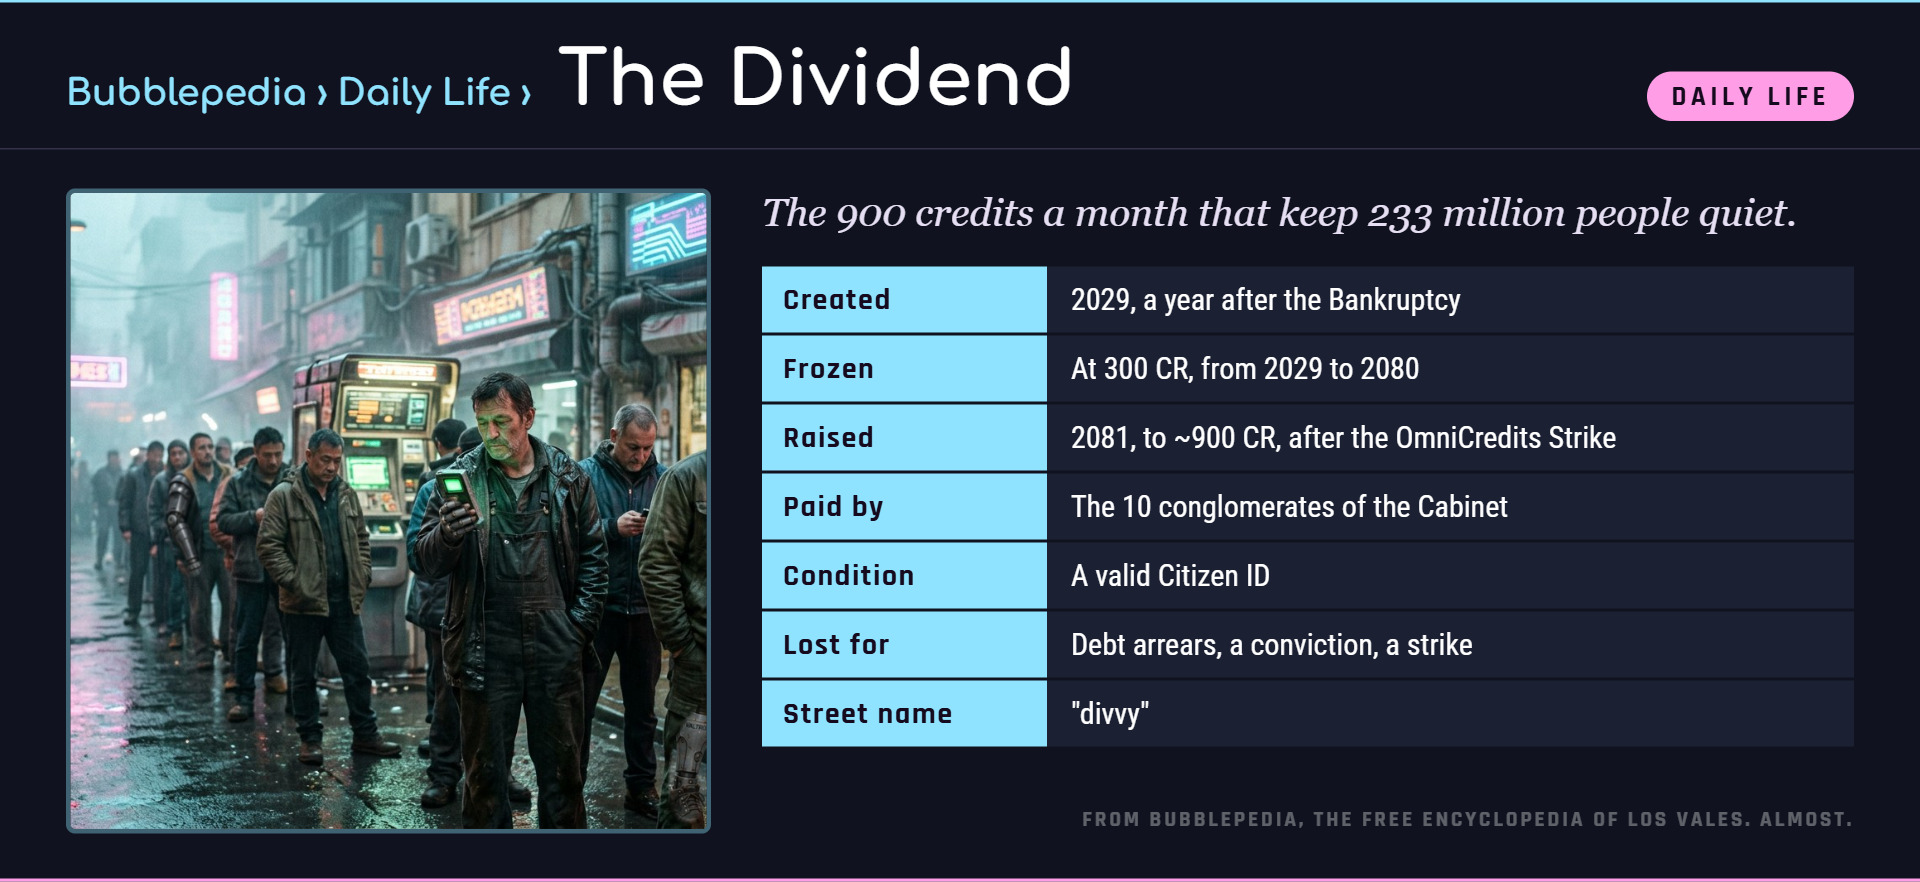 Bubblepedia › Daily Life › The Dividend
DAILY LIFE
The 900 credits a month that keep 233 million people quiet.
Created 2029, a year after the Bankruptcy
Frozen At 300 CR, from 2029 to 2080
Raised 2081, to ~900 CR, after the OmniCredits Strike
Paid by The 10 conglomerates of the Cabinet
Condition A valid Citizen ID
Lost for Debt arrears, a conviction, a strike
Street name "divvy"
FROM BUBBLEPEDIA, THE FREE ENCYCLOPEDIA OF LOS VALES. ALMOST.